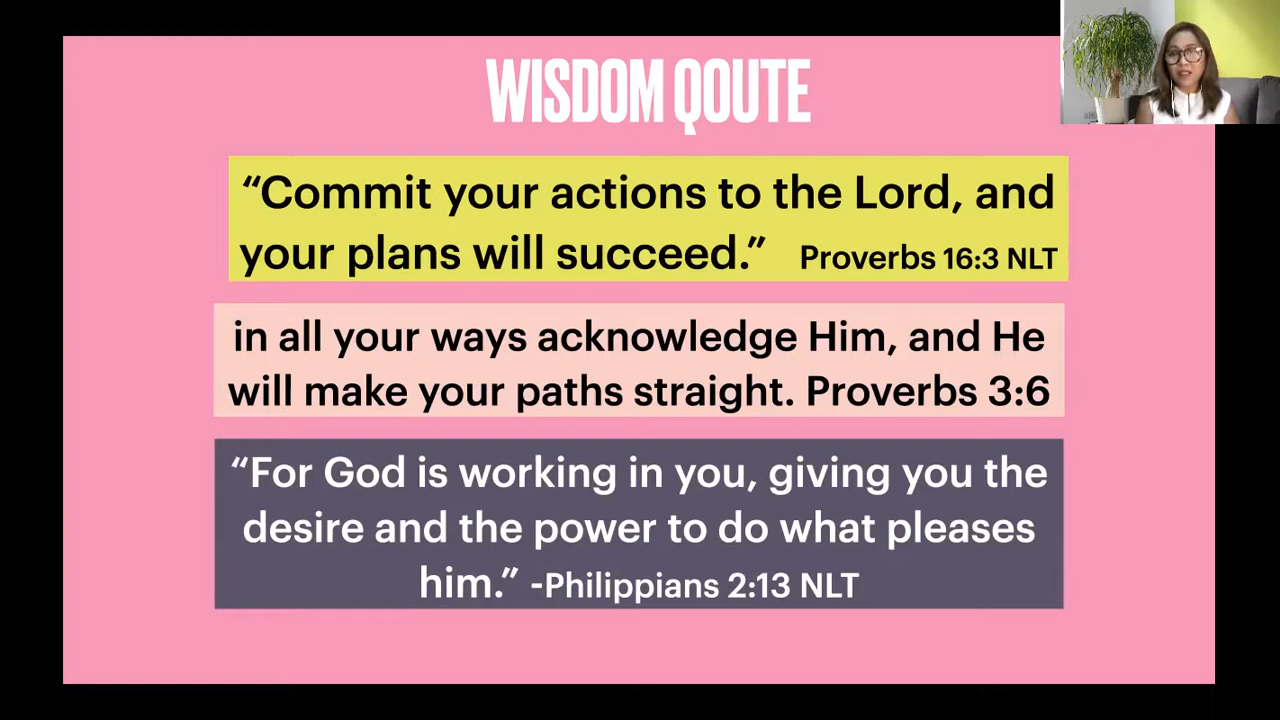 WISDOM QOUTE
“Commit your actions to the Lord, and
your plans will succeed.” Proverbs 16:3 NLT
in all your ways acknowledge Him, and He
will make your paths straight. Proverbs 3:6
“For God is working in you, giving you the
desire and the power to do what pleases
him.” -Philippians 2:13 NLT